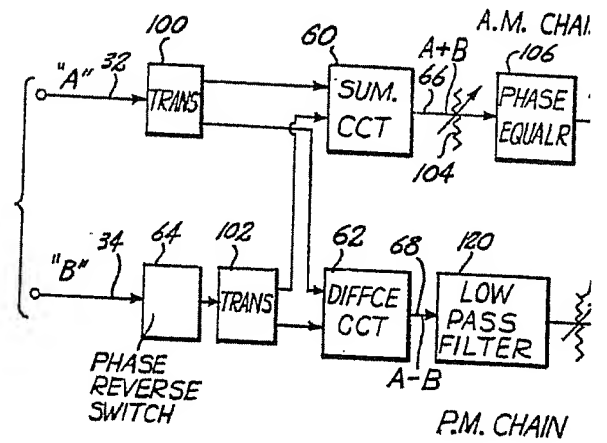 100
60
A.M. CHAI
"A"
32
A+B
106
66
TRANS
SUM.
CCT
PHASE
EQUALR
104
"B"
34
64
102
62
68
120
TRANS
DIFFCE
CCT
LOW
PASS
FILTER
A-B
PHASE
REVERSE
SWITCH
P.M. CHAIN